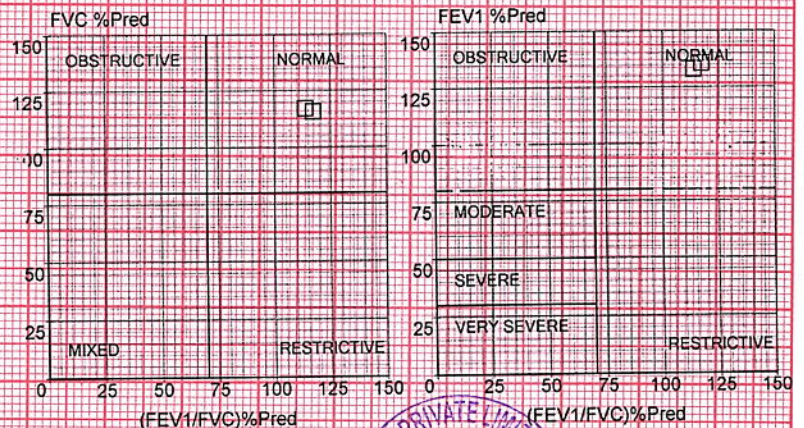 FVC %Pred
150
OBSTRUCTIVE
NORMAL
125
00
75
50
25
MIXED
RESTRICTIVE
0 25 50 75 100 125 150
(FEV1/FVC)%Pred
FEV1 %Pred
150
OBSTRUCTIVE
NORMAL
125
100
75
MODERATE
50
SEVERE
25
VERY SEVERE
RESTRICTIVE
0 25 50 75 100 125 150
(FEV1/FVC)%Pred
PRIVATE